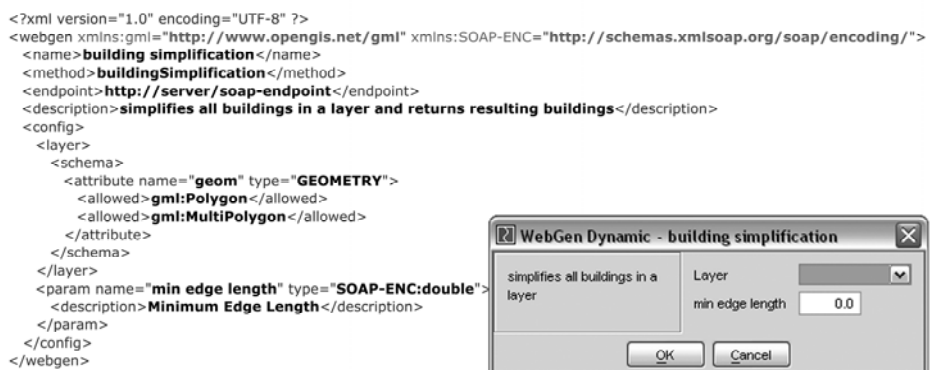 <?xml version="1.0" encoding="UTF-8" ?>
<webgen xmlns:gml="http://www.opengis.net/gml" xmlns:SOAP-ENC="http://schemas.xmlsoap.org/soap/encoding/">
<name>building simplification</name>
<method>buildingSimplification</method>
<endpoint>http://server/soap-endpoint</endpoint>
<description>simplifies all buildings in a layer and returns resulting buildings</description>
<config>
<layer>
<schema>
<attribute name="geom" type="GEOMETRY">
<allowed>gml:Polygon</allowed>
<allowed>gml:MultiPolygon</allowed>
</attribute>
</schema>
</layer>
<param name="min edge length" type="SOAP-ENC:double">
<description>Minimum Edge Length</description>
</param>
</config>
</webgen>
WebGen Dynamic - building simplification
simplifies all buildings in a
layer
Layer
min edge length 0.0
OK Cancel